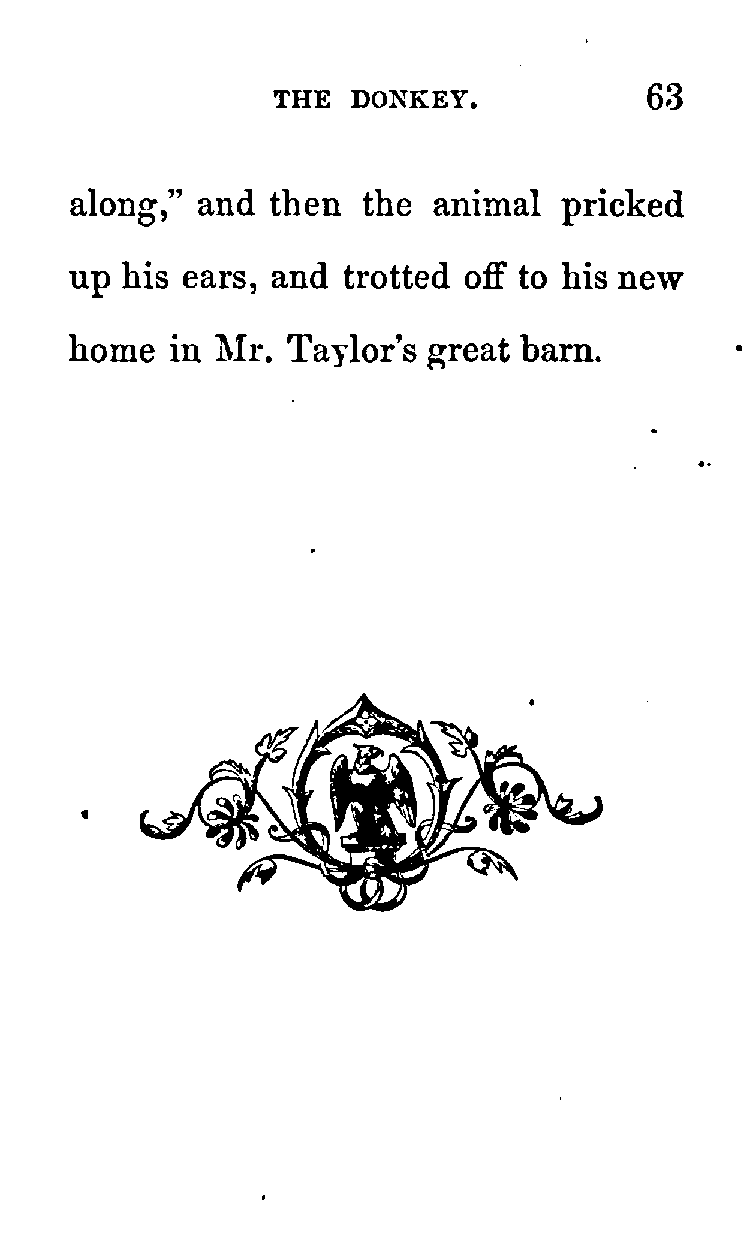 THE DONKEY. 63
along,” and then the animal pricked
up his ears, and trotted off to his new
home in Mr. Taylor's great barn.